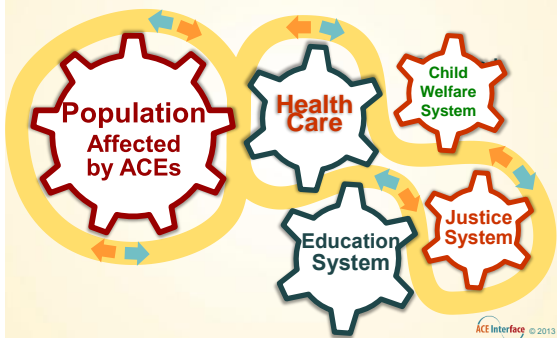 Population
Affected
by ACEs
Health
Care
Child
Welfare
System
Education
System
Justice
System
ACE Interface © 2013